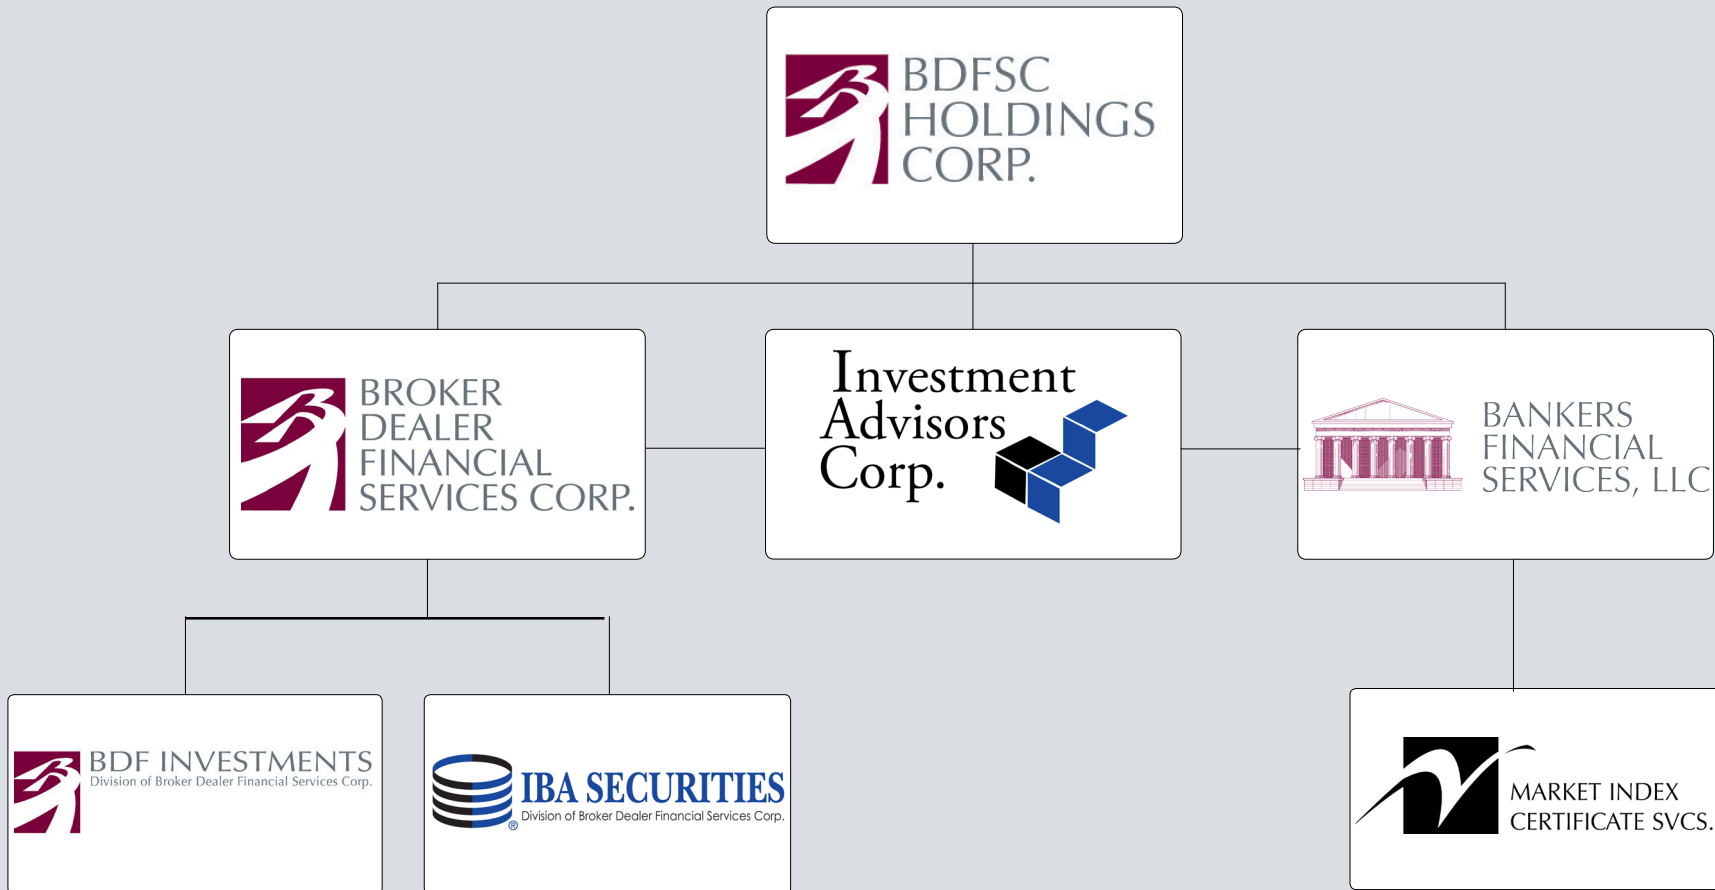 BDFSC
HOLDINGS
CORP.
BROKER
DEALER
FINANCIAL
SERVICES CORP.
Investment
Advisors
Corp.
BANKERS
FINANCIAL
SERVICES, LLC
BDF INVESTMENTS
Division of Broker Dealer Financial Services Corp.
IBA SECURITIES
®
Division of Broker Dealer Financial Services Corp.
MARKET INDEX
CERTIFICATE SVCS.